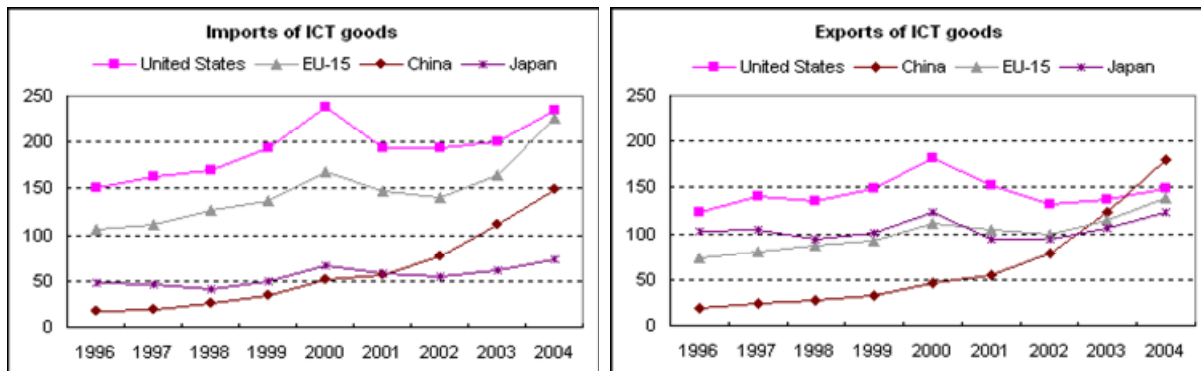 Imports of ICT goods
United States EU-15 China Japan
250
200
150
100
50
0
1996 1997 1998 1999 2000 2001 2002 2003 2004
Exports of ICT goods
United States China EU-15 Japan
250
200
150
100
50
0
1996 1997 1998 1999 2000 2001 2002 2003 2004